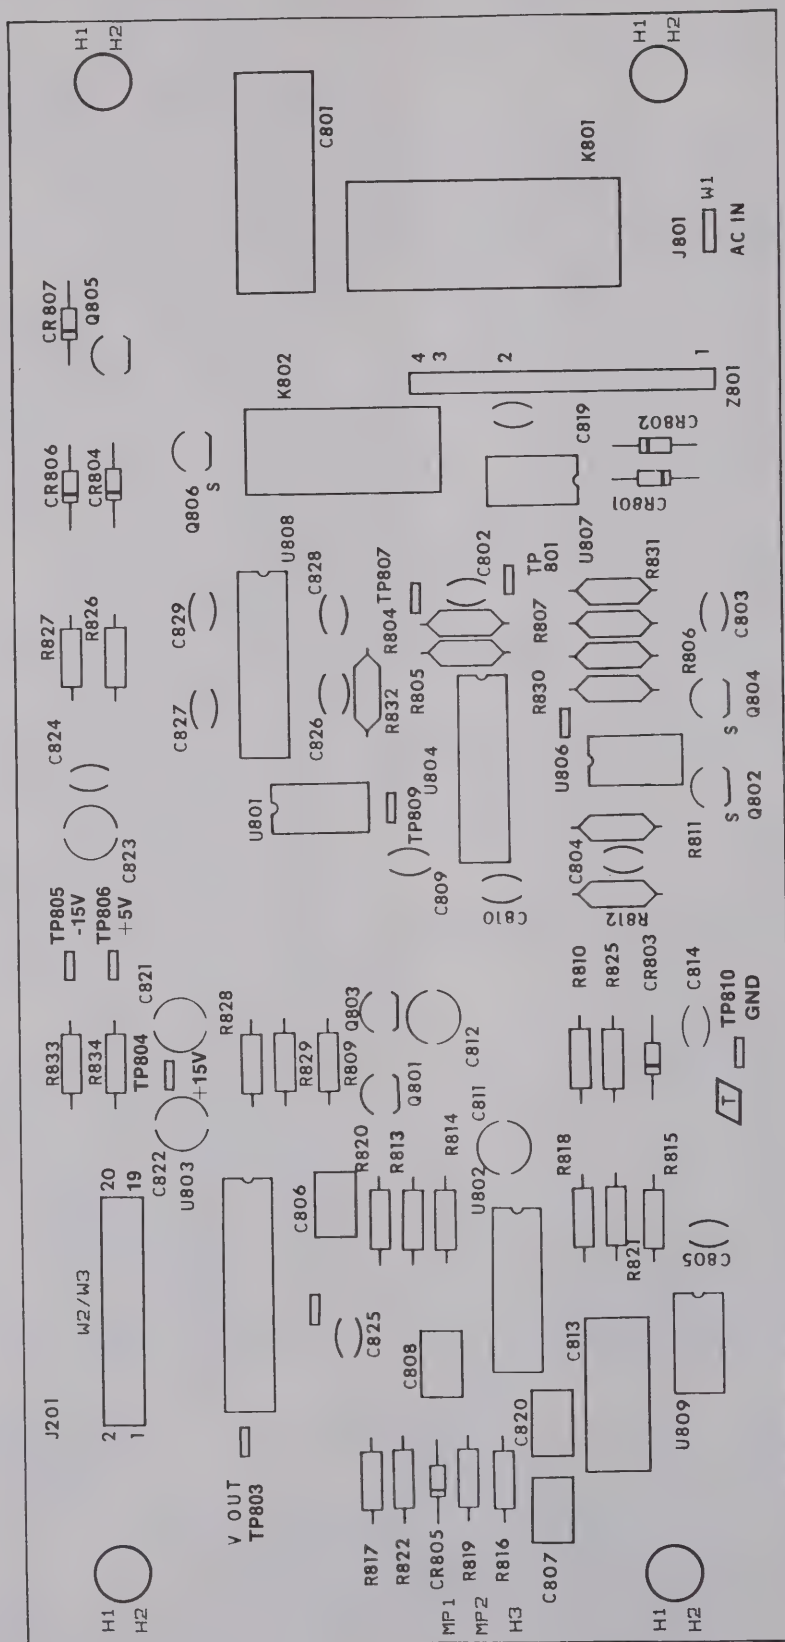 H1
H2
H1
H2
C801
K801
J801
W1
AC IN
CR807
Q805
K802
4
3
2
1
Z801
C819
CR802
CR801
CR806
CR804
Q806
S
U808
C828
TP807
C802
TP
801
U807
R831
R827
R826
C829
R804
R807
R806
C803
C827
C826
R832
R805
R830
Q804
S
C824
U801
TP809
U804
U806
Q802
S
R811
C823
C809
C810
C804
R812
TP805
-15V
TP806
+5V
C821
R828
Q803
C812
R810
R825
CR803
C814
R833
R834
TP804
+15V
R829
R809
Q801
TP810
GND
T
C822
U803
20
19
C806
R820
R813
R814
C811
U802
R818
R815
R821
C805
W2/W3
C825
C808
C813
J201
2
1
C820
U809
V OUT
TP803
R817
R822
CR805
R819
R816
C807
MP1
MP2
H3
H1
H2
H1
H2